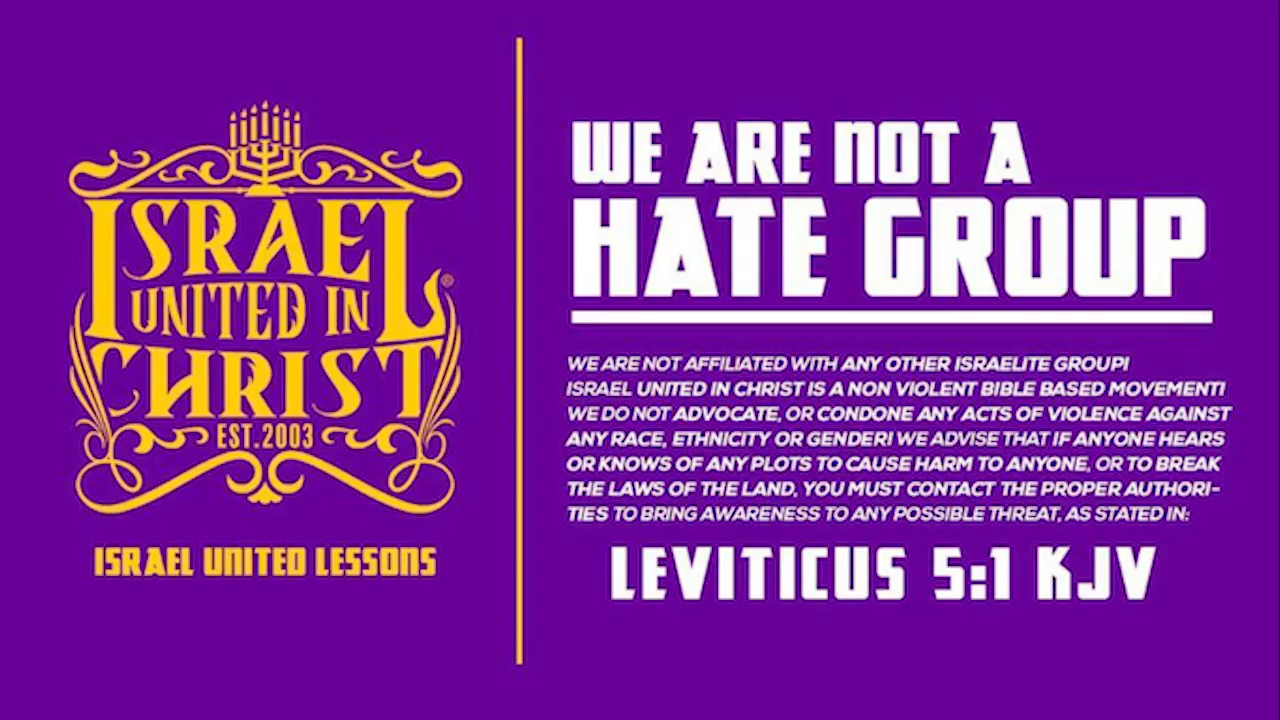 ISRAEL
UNITED IN
CHRIST
®
EST. 2003
ISRAEL UNITED LESSONS
WE ARE NOT A
HATE GROUP
WE ARE NOT AFFILIATED WITH ANY OTHER ISRAELITE GROUP!
ISRAEL UNITED IN CHRIST IS A NON VIOLENT BIBLE BASED MOVEMENT!
WE DO NOT ADVOCATE, OR CONDONE ANY ACTS OF VIOLENCE AGAINST
ANY RACE, ETHNICITY OR GENDER! WE ADVISE THAT IF ANYONE HEARS
OR KNOWS OF ANY PLOTS TO CAUSE HARM TO ANYONE, OR TO BREAK
THE LAWS OF THE LAND, YOU MUST CONTACT THE PROPER AUTHORI-
TIES TO BRING AWARENESS TO ANY POSSIBLE THREAT, AS STATED IN:
LEVITICUS 5:1 KJV